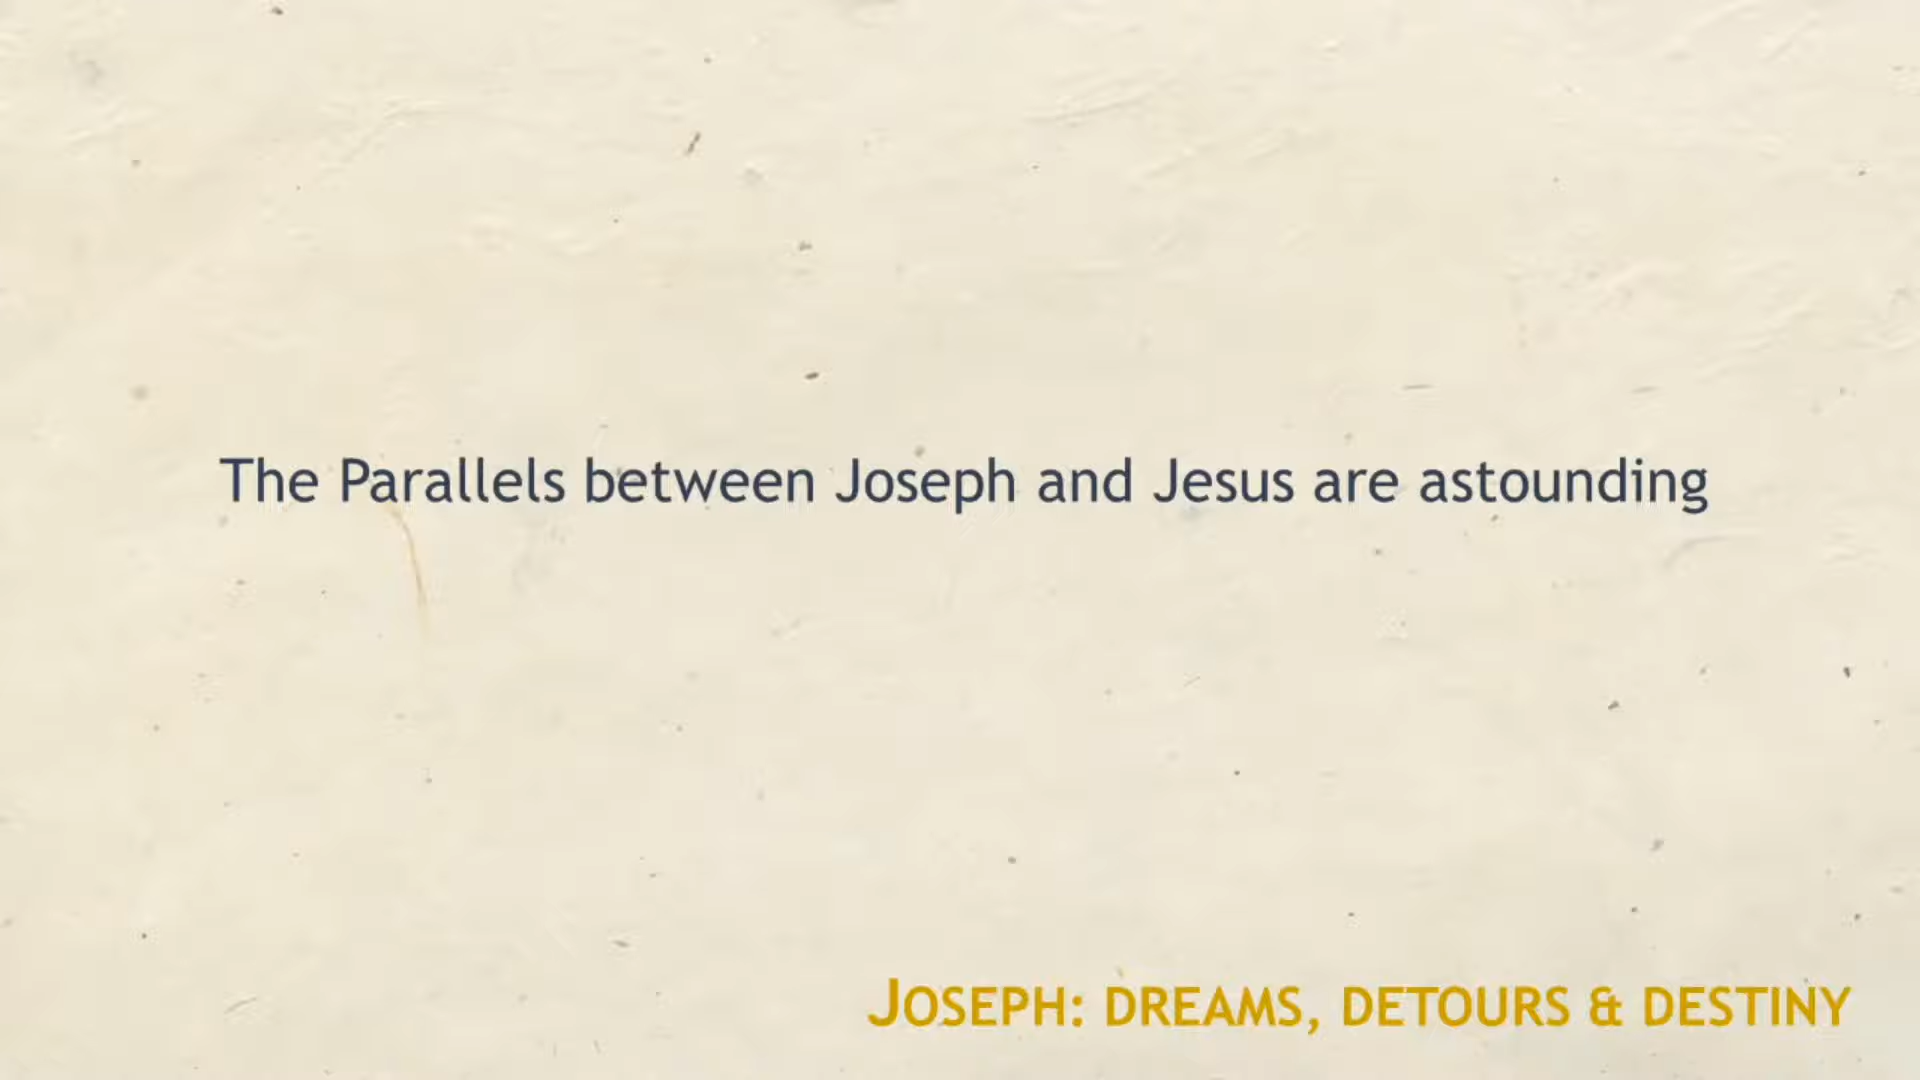 The Parallels between Joseph and Jesus are astounding
JOSEPH: DREAMS, DETOURS & DESTINY